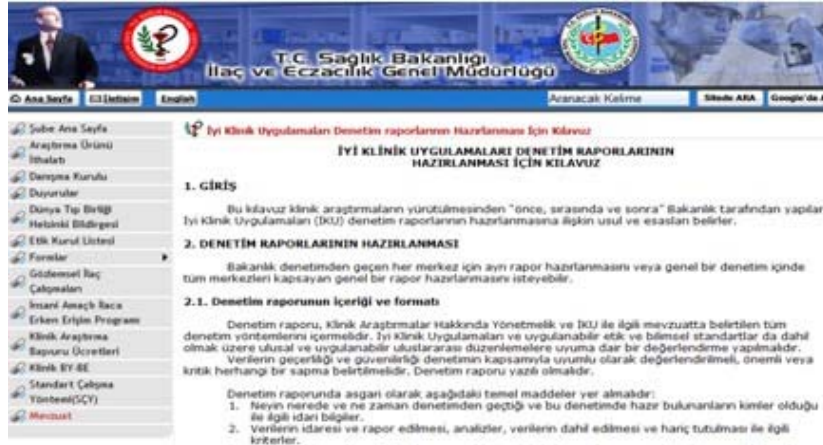 T.C. Sağlık Bakanlığı
İlaç ve Eczacılık Genel Müdürlüğü
Ana Sayfa
İletişim
English
Aranacak Kelime
Sitede ARA
Google'da A
Şube Ana Sayfa
Araştırma Ürünü
İthalatı
Danışma Kurulu
Duyurular
Dünya Tıp Birliği
Helsinki Bildirgesi
Etik Kurul Listesi
Formlar
Gözlemsel İlaç
Çalışmaları
İnsani Amaçlı İlaca
Erken Erişim Programı
Klinik Araştırma
Başvuru Ücretleri
Klinik BY-BE
Standart Çalışma
Yöntemi(SÇY)
Mevzuat
İyi Klinik Uygulamaları Denetim raporlarının Hazırlanması İçin Kılavuz
İYİ KLİNİK UYGULAMALARI DENETİM RAPORLARININ
HAZIRLANMASI İÇİN KILAVUZ
1. GİRİŞ
Bu kılavuz klinik araştırmaların yürütülmesinden "önce, sırasında ve sonra" Bakanlık tarafından yapılar
İyi Klinik Uygulamaları (IKU) denetim raporlarının hazırlanmasına ilişkin usul ve esasları belirler.
2. DENETİM RAPORLARININ HAZIRLANMASI
Bakanlık denetimden geçen her merkez için ayrı rapor hazırlanmasını veya genel bir denetim içinde
tüm merkezleri kapsayan genel bir rapor hazırlanmasını isteyebilir.
2.1. Denetim raporunun içeriği ve formatı
Denetim raporu, Klinik Araştırmalar Hakkında Yönetmelik ve İKU ile ilgili mevzuatta belirtilen tüm
denetim yöntemlerini içermelidir. İyi Klinik Uygulamaları ve uygulanabilir etik ve bilimsel standartlar da dahil
olmak üzere ulusal ve uygulanabilir uluslararası düzenlemelere uyuma dair bir değerlendirme yapılmalıdır.
Verilerin geçerliliği ve güvenilirliği denetimin kapsamıyla uyumlu olarak değerlendirilmeli, önemli veya
kritik herhangi bir sapma belirtilmelidir. Denetim raporu yazılı olmalıdır.
Denetim raporunda asgari olarak aşağıdaki temel maddeler yer almalıdır:
1. Neyin nerede ve ne zaman denetimden geçtiği ve bu denetimde hazır bulunanların kimler olduğu
ile ilgili idari bilgiler.
2. Verilerin idaresi ve rapor edilmesi, analizler, verilerin dahil edilmesi ve hariç tutulması ile ilgili
kriterler.